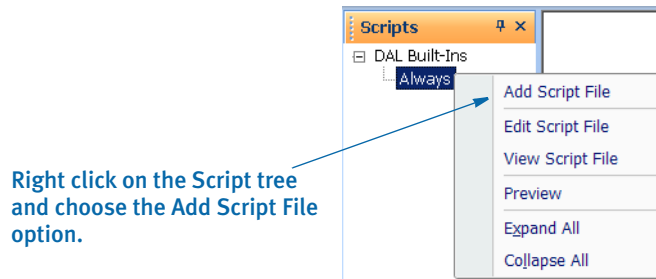 Scripts
DAL Built-Ins
Always
Add Script File
Edit Script File
View Script File
Preview
Expand All
Collapse All
Right click on the Script tree
and choose the Add Script File
option.